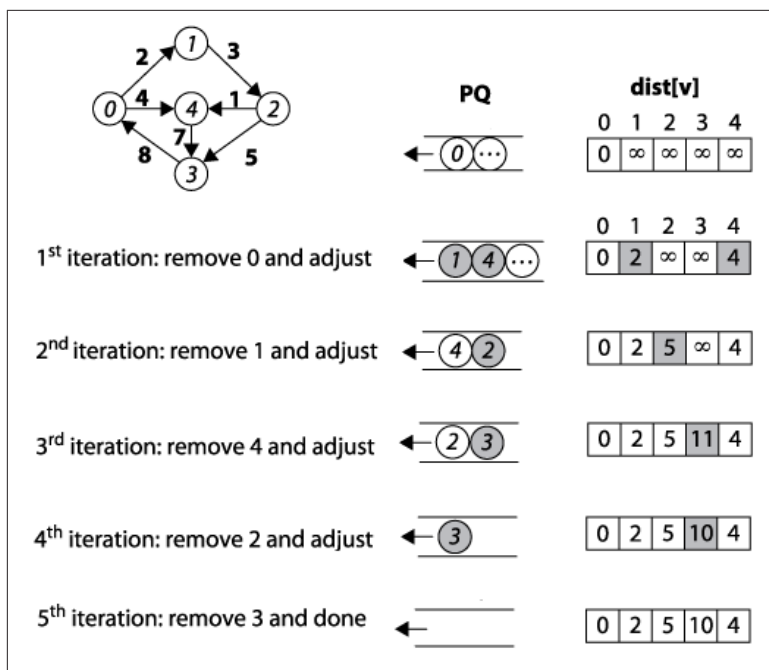 1
2 3
PQ dist[v]
0 4 4 1 2
0 1 2 3 4
7
8 5
0 ... 0 ∞ ∞ ∞ ∞
3
0 1 2 3 4
1st iteration: remove 0 and adjust 1 4 ... 0 2 ∞ ∞ 4
2nd iteration: remove 1 and adjust 4 2 0 2 5 ∞ 4
3rd iteration: remove 4 and adjust 2 3 0 2 5 11 4
4th iteration: remove 2 and adjust 3 0 2 5 10 4
5th iteration: remove 3 and done 0 2 5 10 4